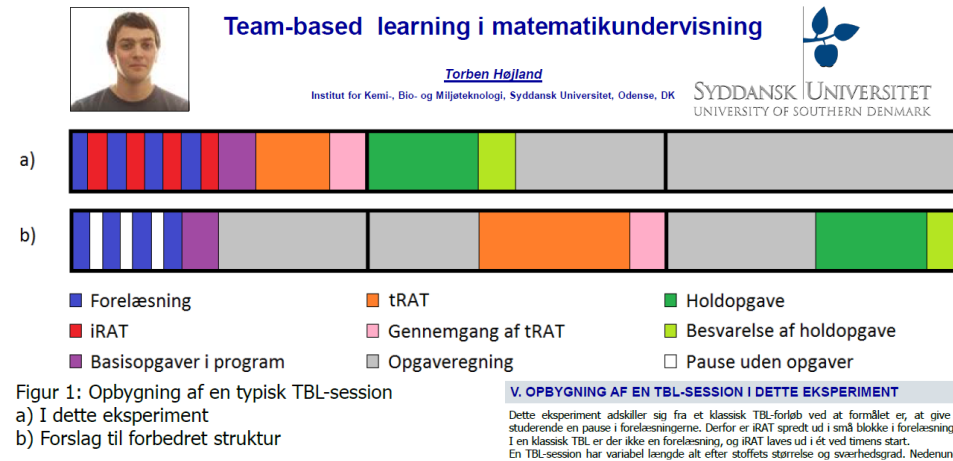 Team-based learning i matematikundervisning
Torben Højland
Institut for Kemi-, Bio- og Miljøteknologi, Syddansk Universitet, Odense, DK
SYDDANSK UNIVERSITET
UNIVERSITY OF SOUTHERN DENMARK
a)
b)
Forelæsning
tRAT
Holdopgave
iRAT
Gennemgang af tRAT
Besvarelse af holdopgave
Basisopgaver i program
Opgaveregning
Pause uden opgaver
Figur 1: Opbygning af en typisk TBL-session
a) I dette eksperiment
b) Forslag til forbedret struktur
V. OPBYGNING AF EN TBL-SESSION I DETTE EKSPERIMENT
Dette eksperiment adskiller sig fra et klassisk TBL-forløb ved at formålet er, at give
studerende en pause i forelæsningerne. Derfor er iRAT spredt ud i små blokke i forelæsning
I en klassisk TBL er der ikke en forelæsning, og iRAT laves ud i ét ved timens start.
En TBL-session har variabel længde alt efter stoffets størrelse og sværhedsgrad. Nedenun